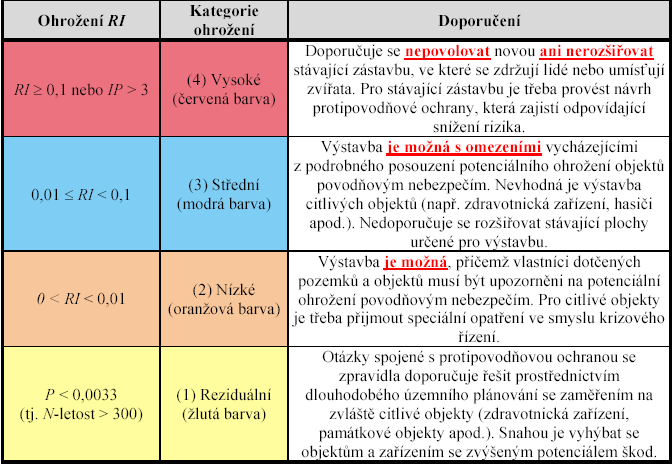 Ohrožení RI
Kategorie
ohrožení
Doporučení
RI ≥ 0,1 nebo IP > 3
(4) Vysoké
(červená barva)
Doporučuje se nepovolovat novou ani nerozšiřovat
stávající zástavbu, ve které se zdržují lidé nebo umísťují
zvířata. Pro stávající zástavbu je třeba provést návrh
protipovodňové ochrany, která zajistí odpovídající
snížení rizika.
0,01 ≤ RI < 0,1
(3) Střední
(modrá barva)
Výstavba je možná s omezeními vycházejícími
z podrobného posouzení potenciálního ohrožení objektů
povodňovým nebezpečím. Nevhodná je výstavba
citlivých objektů (např. zdravotnická zařízení, hasiči
apod.). Nedoporučuje se rozšiřovat stávající plochy
určené pro výstavbu.
0 < RI < 0,01
(2) Nízké
(oranžová barva)
Výstavba je možná, přičemž vlastníci dotčených
pozemků a objektů musí být upozorněni na potenciální
ohrožení povodňovým nebezpečím. Pro citlivé objekty
je třeba přijmout speciální opatření ve smyslu krizového
řízení.
P < 0,0033
(tj. N-letost > 300)
(1) Reziduální
(žlutá barva)
Otázky spojené s protipovodňovou ochranou se
zpravidla doporučuje řešit prostřednictvím
dlouhodobého územního plánování se zaměřením na
zvláště citlivé objekty (zdravotnická zařízení,
památkové objekty apod.). Snahou je vyhýbat se
objektům a zařízením se zvýšeným potenciálem škod.